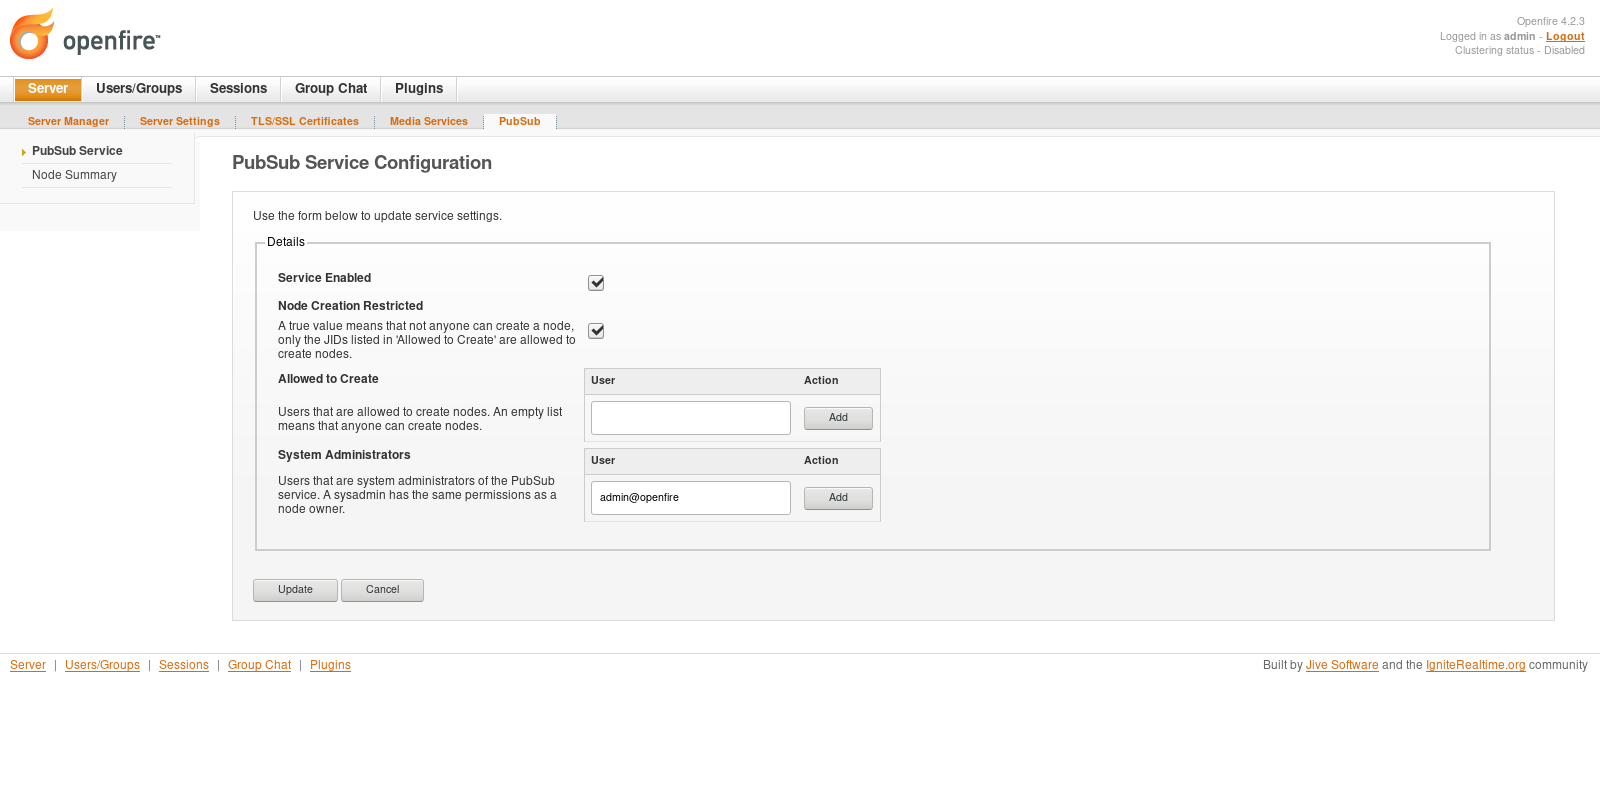 openfire™
Openfire 4.2.3
Logged in as admin - Logout
Clustering status - Disabled
Server Users/Groups Sessions Group Chat Plugins
Server Manager Server Settings TLS/SSL Certificates Media Services PubSub
PubSub Service
Node Summary
PubSub Service Configuration
Use the form below to update service settings.
Details
Service Enabled
Node Creation Restricted
A true value means that not anyone can create a node,
only the JIDs listed in 'Allowed to Create' are allowed to
create nodes.
Allowed to Create
User Action
Users that are allowed to create nodes. An empty list
means that anyone can create nodes.
Add
System Administrators
User Action
Users that are system administrators of the PubSub
service. A sysadmin has the same permissions as a
node owner.
admin@openfire Add
Update Cancel
Server | Users/Groups | Sessions | Group Chat | Plugins
Built by Jive Software and the IgniteRealtime.org community